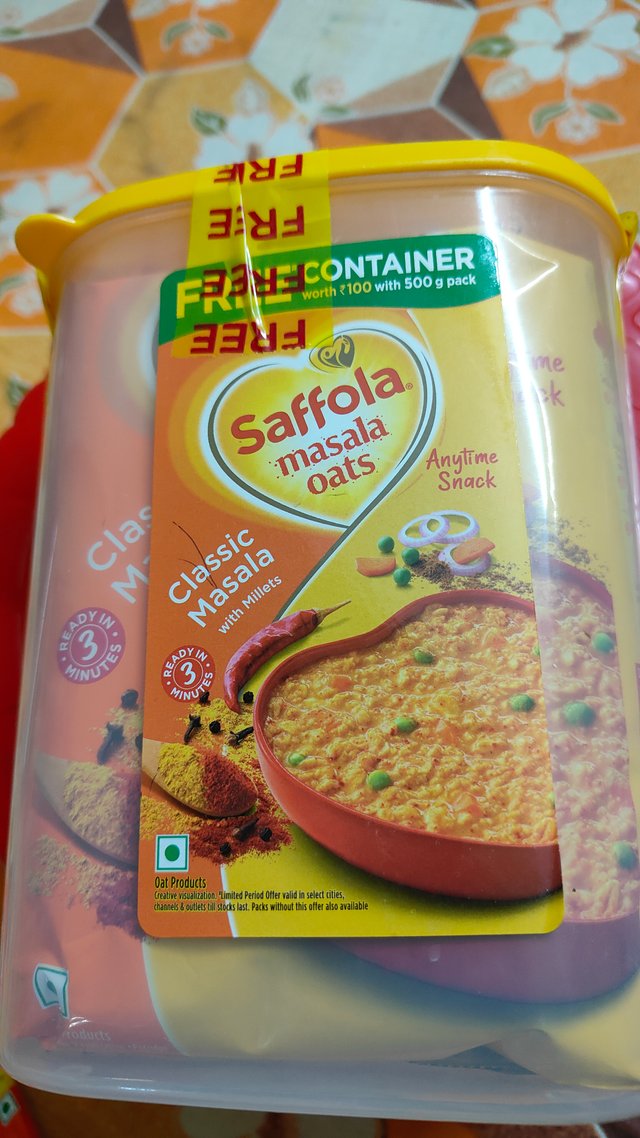 FREE
FREE
FREE
FREE
FREE CONTAINER
worth ₹100 with 500 g pack
Saffola
masala
oats
Anytime
Snack
Classic
Masala
with Millets
READY IN
3
MINUTES
READY IN
3
MINUTES
Oat Products
Creative visualization. *Limited Period Offer valid in select cities,
channels & outlets till stocks last. Packs without this offer also available